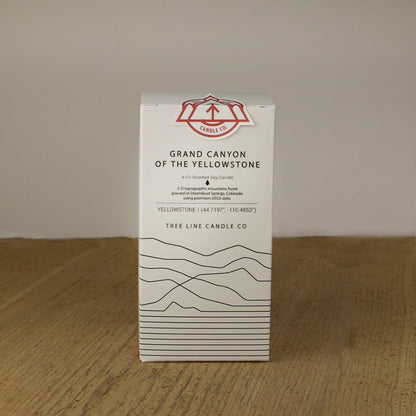 CANDLE CO.
GRAND CANYON
OF THE YELLOWSTONE
A Fir Scented Soy Candle
3-D topographic mountains hand
poured in Steamboat Springs, Colorado
using premium USGS data
YELLOWSTONE | (44.7197°, -110.4853°)
TREE LINE CANDLE CO